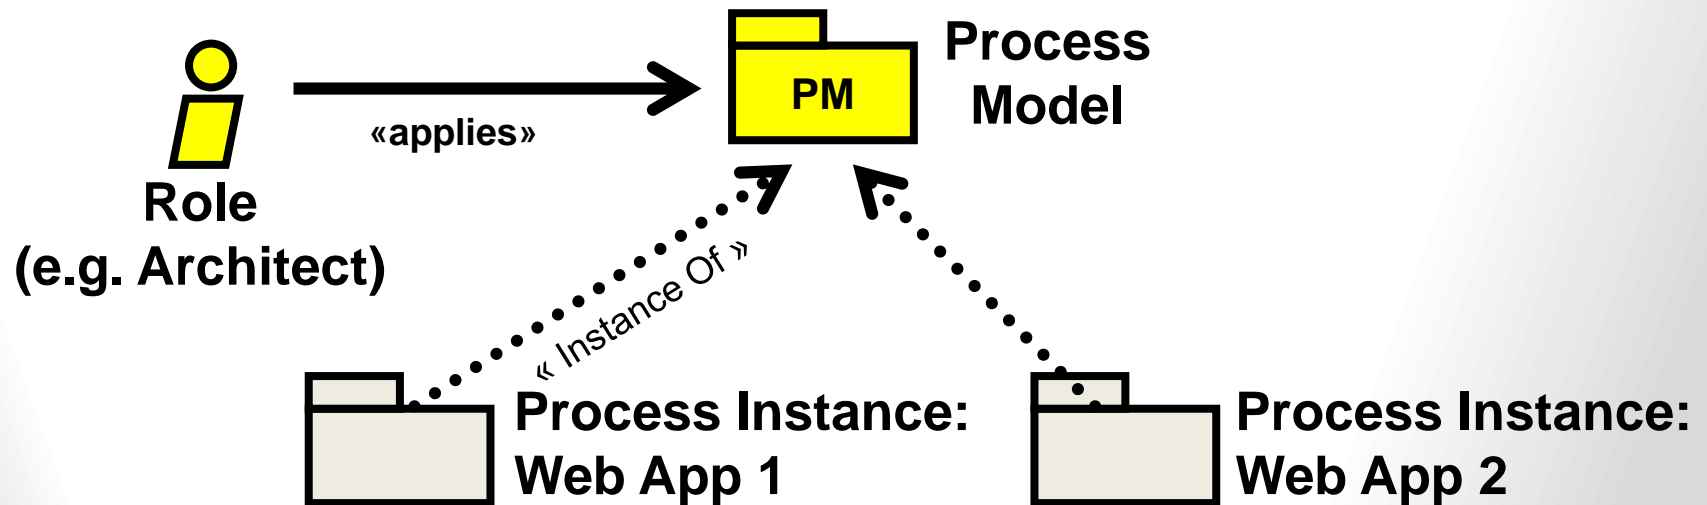 Process
Model
PM
«applies»
Role
(e.g. Architect)
« Instance Of »
Process Instance:
Web App 1
Process Instance:
Web App 2